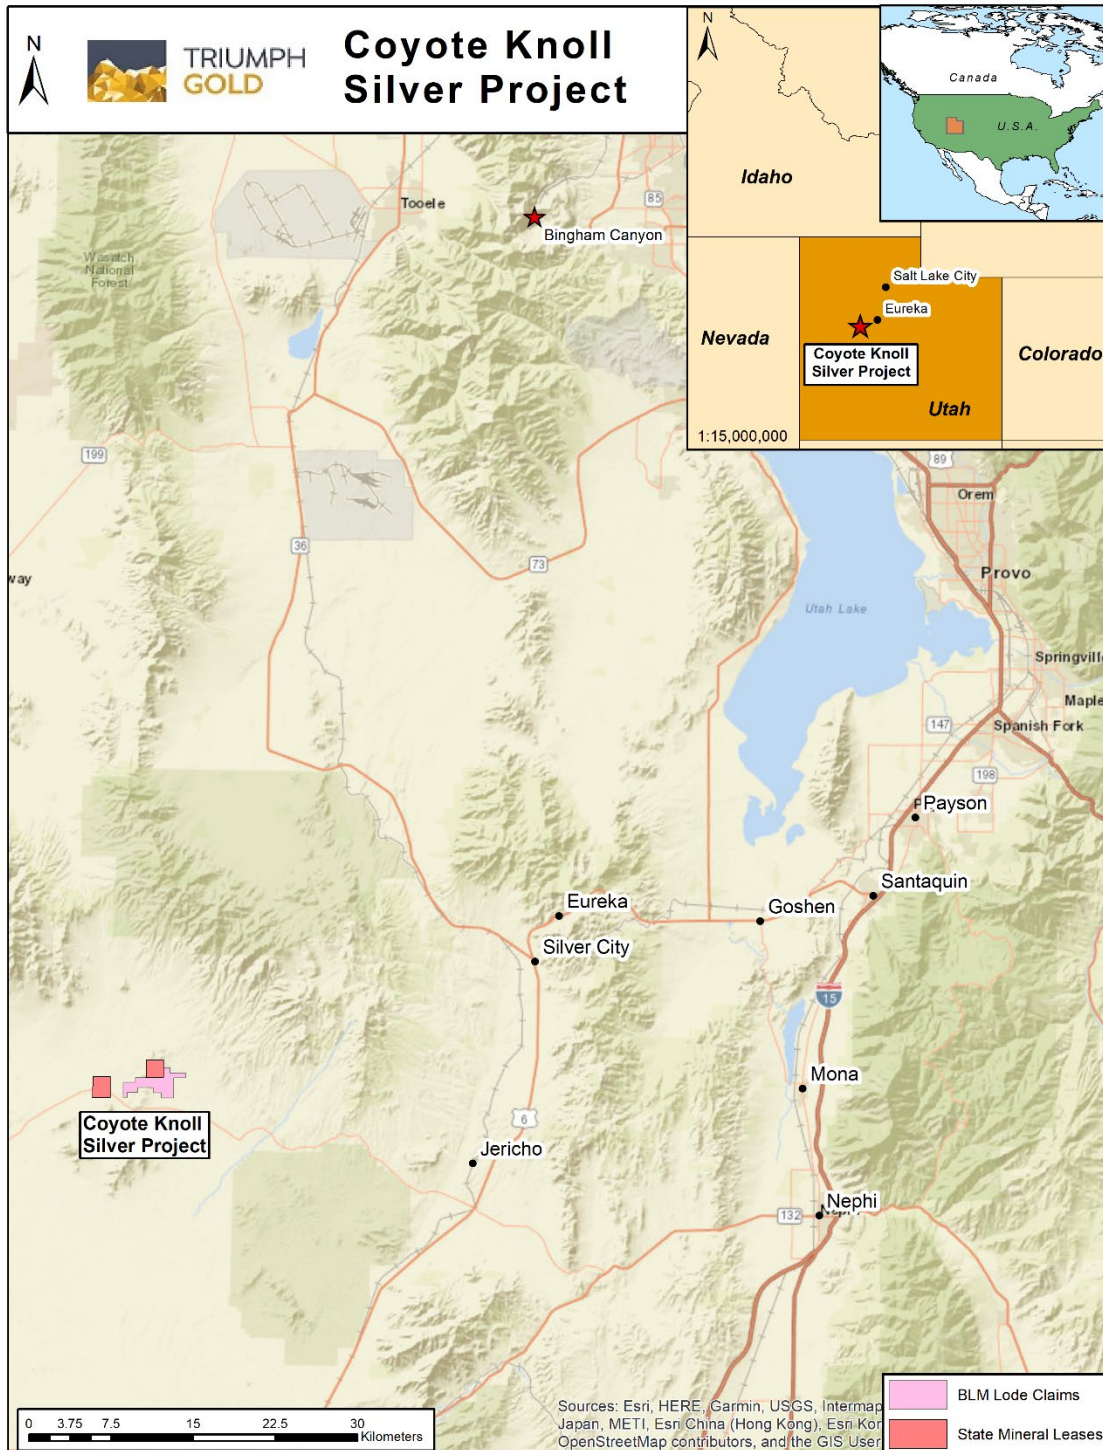 N
TRIUMPH
GOLD
Coyote Knoll
Silver Project
N
Canada
U.S.A.
Idaho
Salt Lake City
Eureka
Nevada
Coyote Knoll
Silver Project
Colorado
Utah
1:15,000,000
Tooele
85
Bingham Canyon
Wasatch
National
Forest
199
89
Orem
36
73
Provo
way
Utah Lake
Springville
Maple
147
Spanish Fork
198
Payson
Santaquin
Eureka
Goshen
Silver City
15
Mona
Coyote Knoll
Silver Project
6
Jericho
Nephi
132
0 3.75 7.5 15 22.5 30
Kilometers
Sources: Esri, HERE, Garmin, USGS, Intermap
Japan, METI, Esri China (Hong Kong), Esri Kor
OpenStreetMap contributors, and the GIS User
BLM Lode Claims
State Mineral Leases